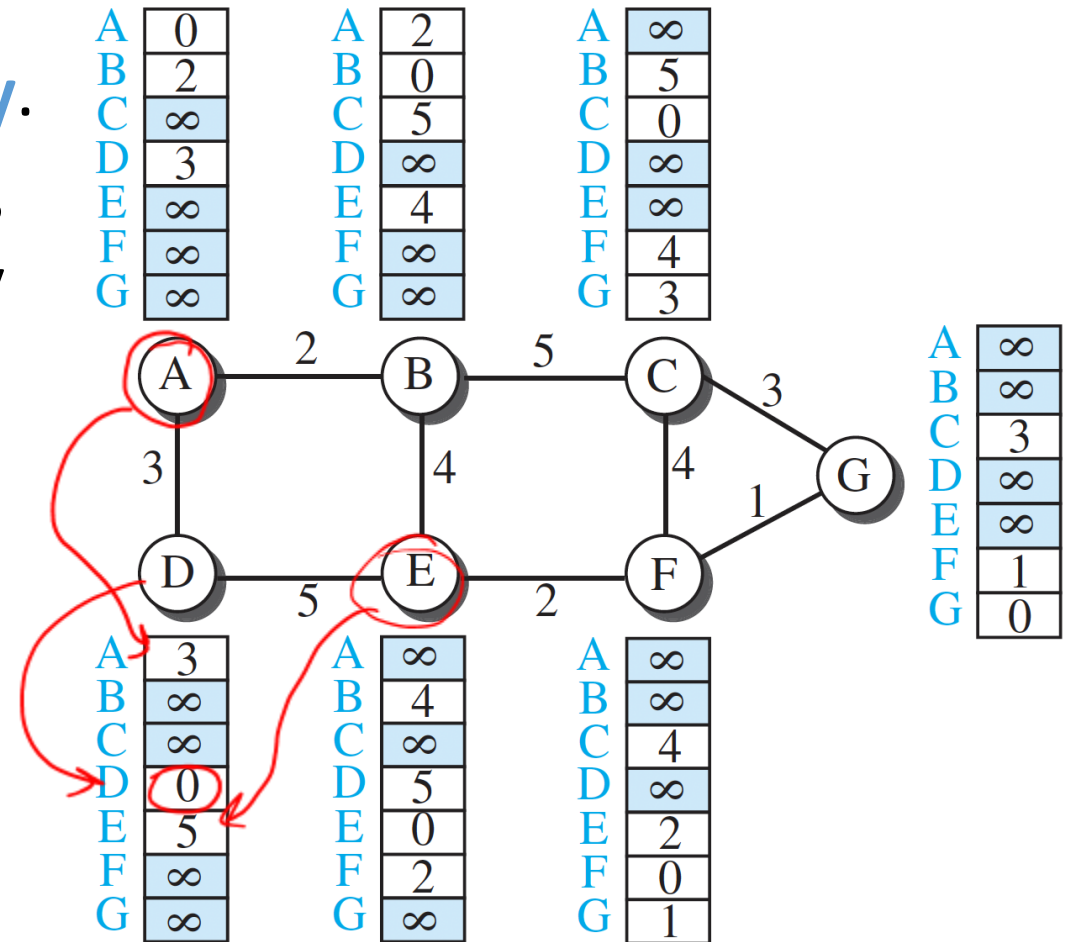 A 0 A 2 A ∞
B 2 B 0 B 5
C ∞ C 5 C 0
D 3 D ∞ D ∞
E ∞ E 4 E ∞
F ∞ F ∞ F 4
G ∞ G ∞ G 3
A 2 B 5 C 3
3 4 4 G
1
D 5 E 2 F
A ∞
B ∞
C 3
D ∞
E ∞
F 1
G 0
A 3 A ∞ A ∞
B ∞ B 4 B ∞
C ∞ C ∞ C 4
D 0 D 5 D ∞
E 5 E 0 E 2
F ∞ F 2 F 0
G ∞ G ∞ G 1